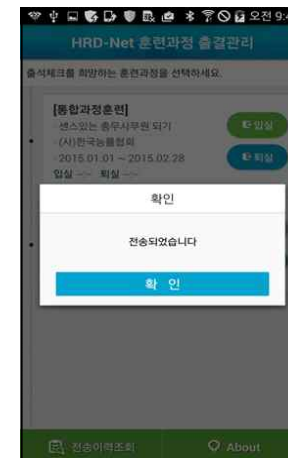 오전 9:4
HRD-Net 훈련과정 출결관리
출석체크를 희망하는 훈련과정을 선택하세요.
[통합과정훈련]
센스있는 총무사무원 되기
(사)한국능률협회
2015.01.01 ~ 2015.02.28
입실 -:- 퇴실 -:-
입실
퇴실
확인
전송되었습니다
확 인
전송이력조회
About